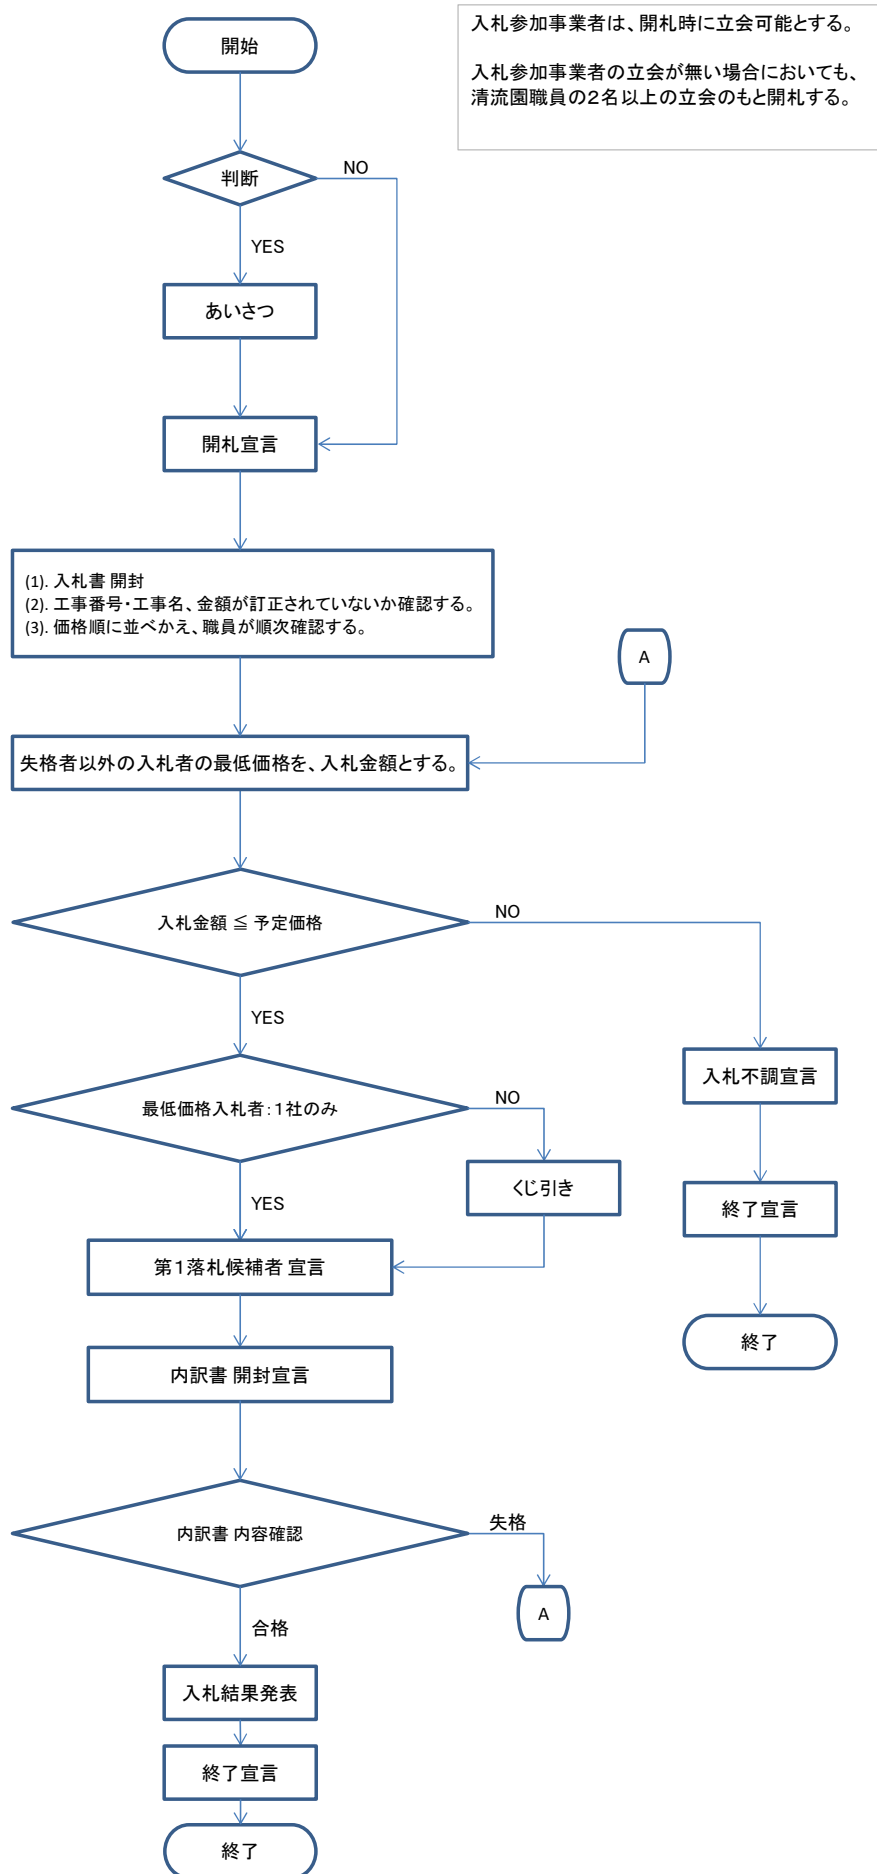 入札参加事業者は、開札時に立会可能とする。
入札参加事業者の立会が無い場合においても、
清流園職員の2名以上の立会のもと開札する。
開始
判断
NO
YES
あいさつ
開札宣言
(1). 入札書 開封
(2). 工事番号・工事名、金額が訂正されていないか確認する。
(3). 価格順に並べかえ、職員が順次確認する。
A
失格者以外の入札者の最低価格を、入札金額とする。
入札金額 ≦ 予定価格
NO
YES
入札不調宣言
最低価格入札者:1社のみ
NO
くじ引き
YES
終了宣言
第1落札候補者 宣言
終了
内訳書 開封宣言
内訳書 内容確認
失格
A
合格
入札結果発表
終了宣言
終了